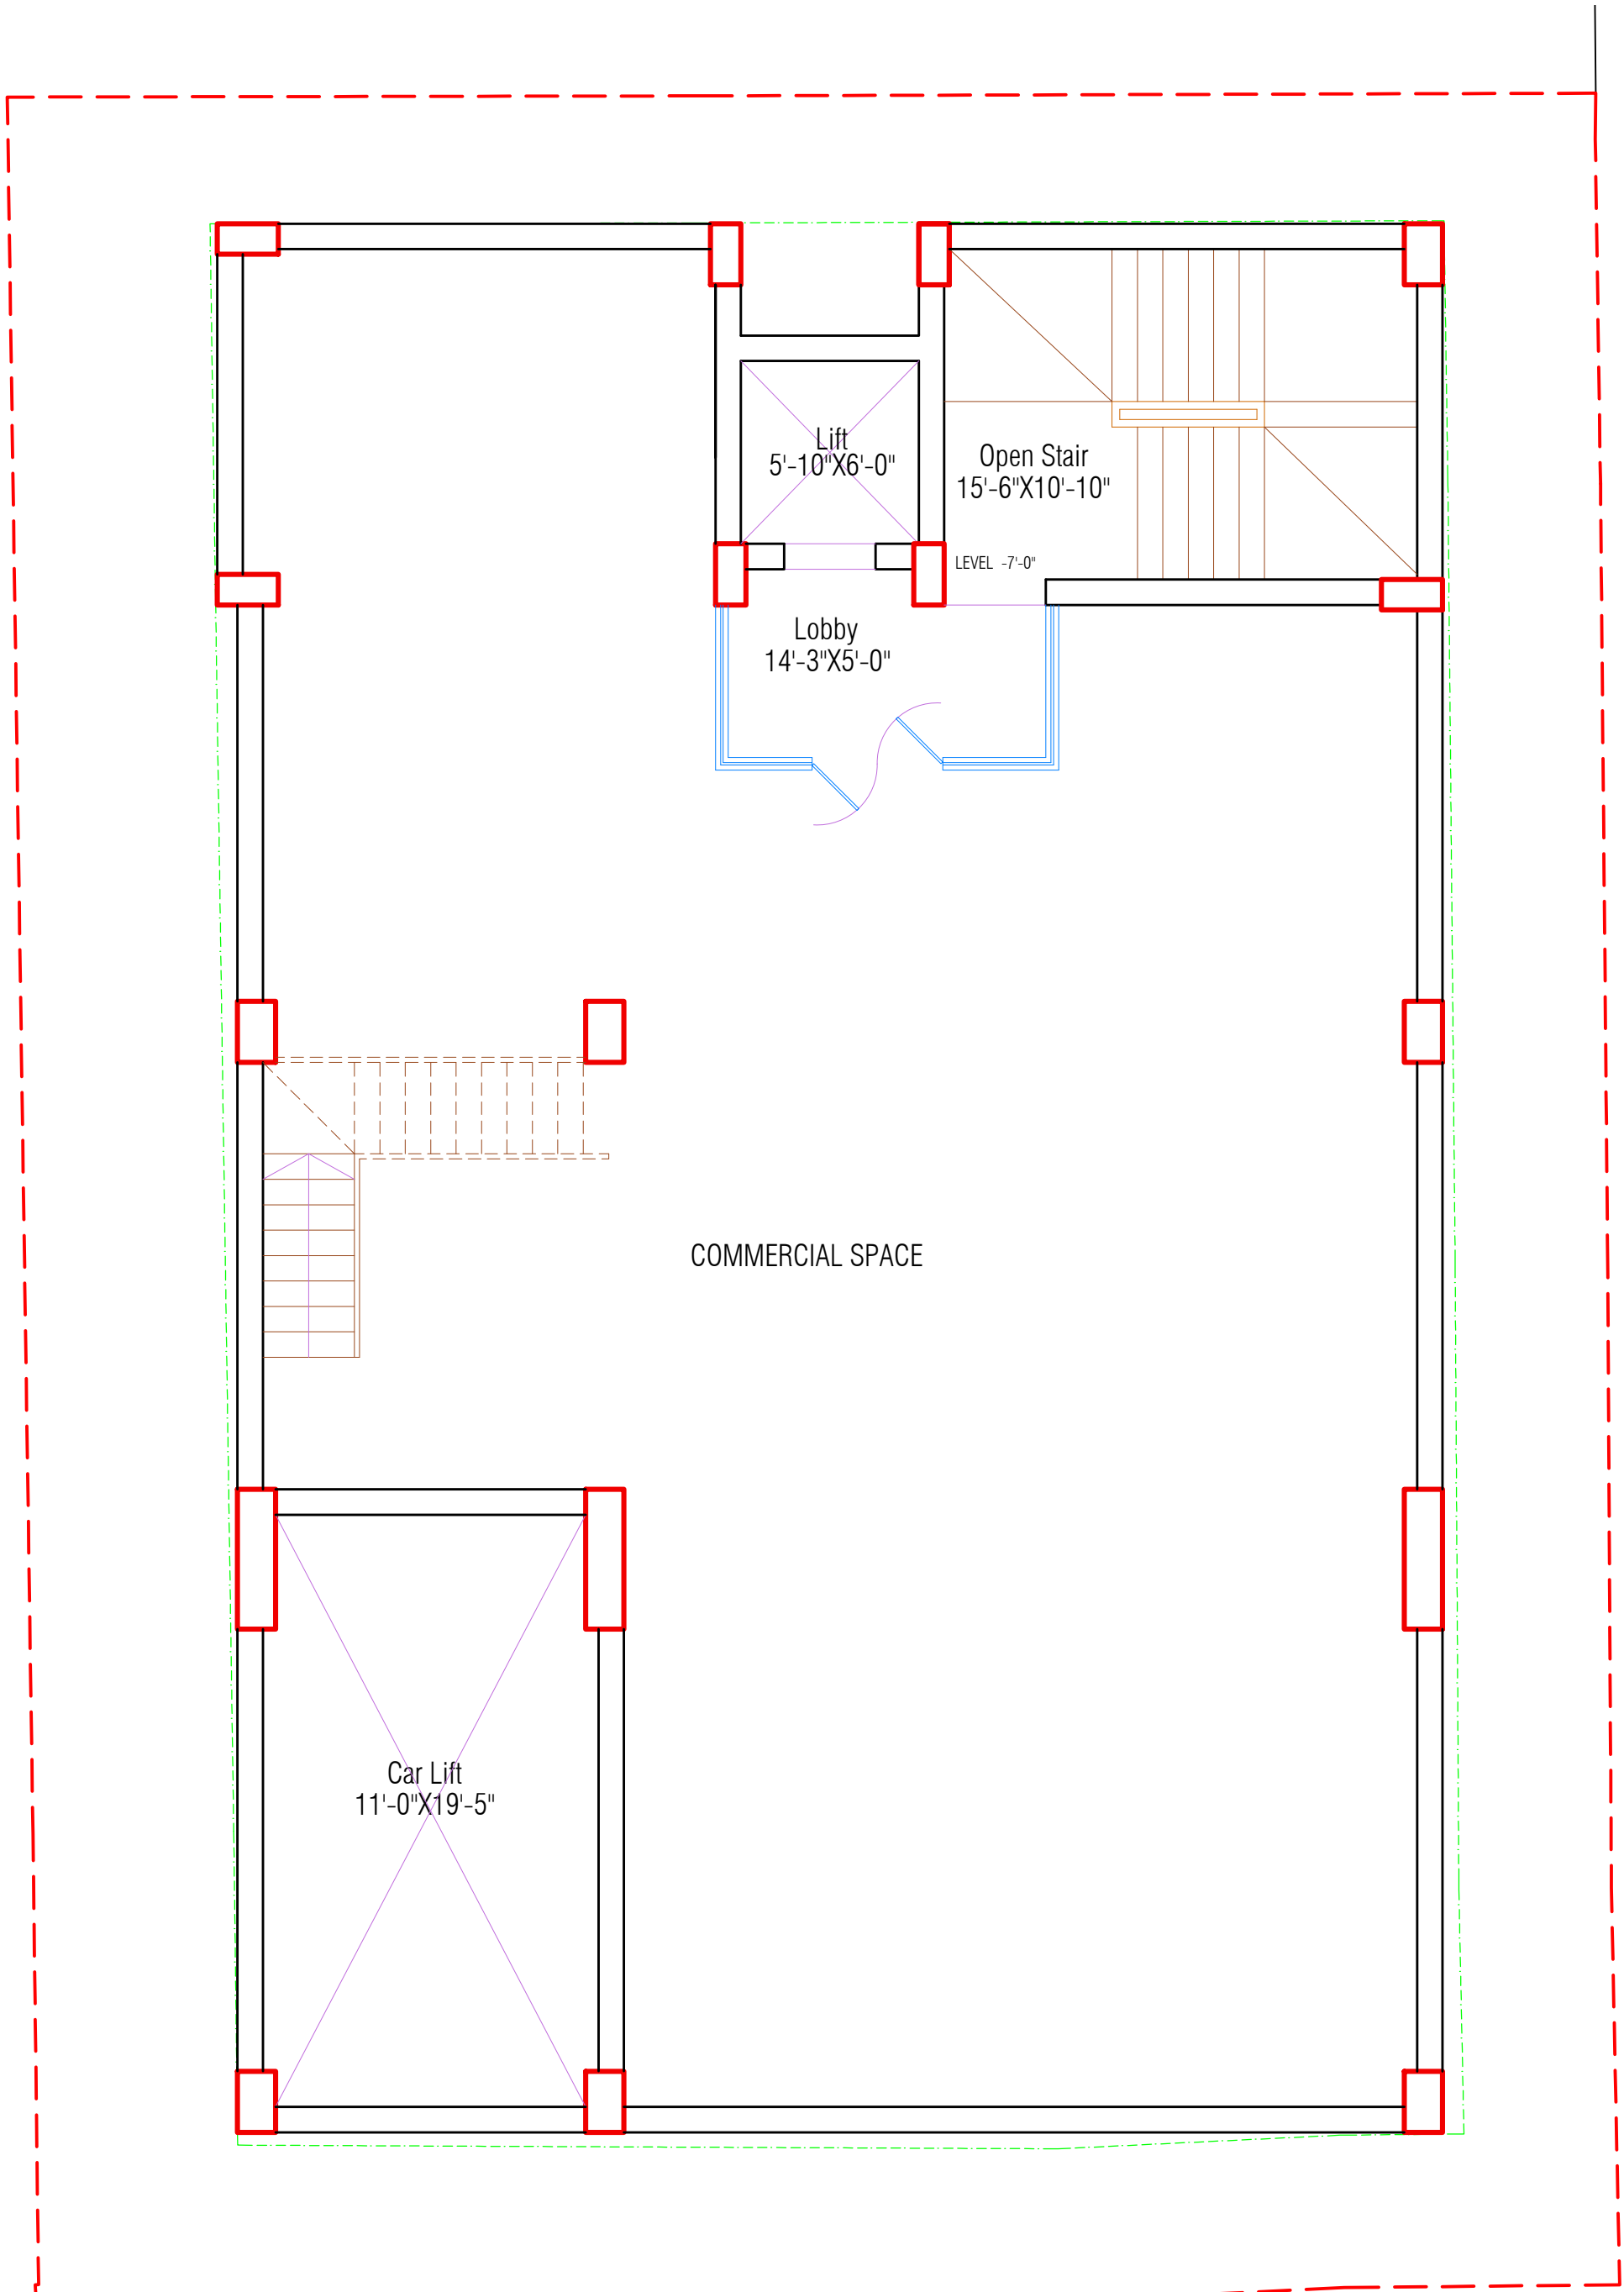 Lift
5'-10"X6'-0"
Open Stair
15'-6"X10'-10"
LEVEL -7'-0"
Lobby
14'-3"X5'-0"
COMMERCIAL SPACE
Car Lift
11'-0"X19'-5"